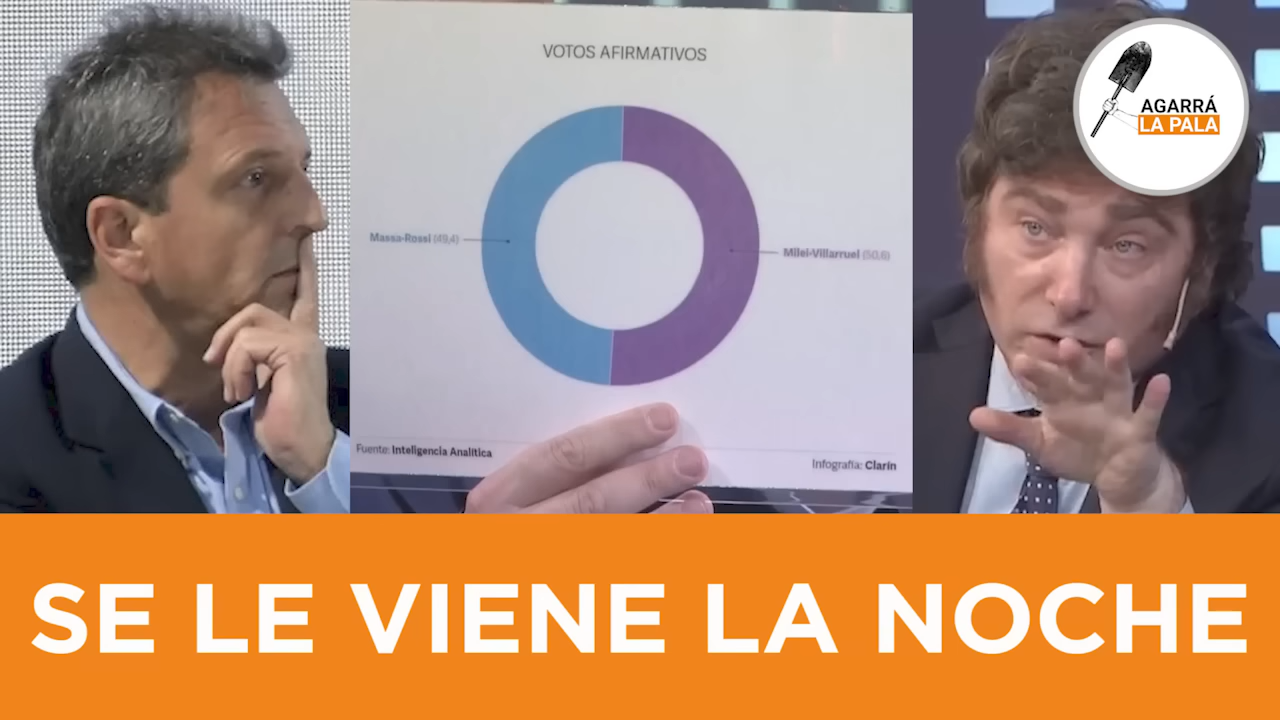 VOTOS AFIRMATIVOS
Massa-Rossi (49,4)
Milei-Villarruel (50,6)
Fuente: Inteligencia Analítica
Infografía: Clarín
AGARRÁ
LA PALA
SE LE VIENE LA NOCHE